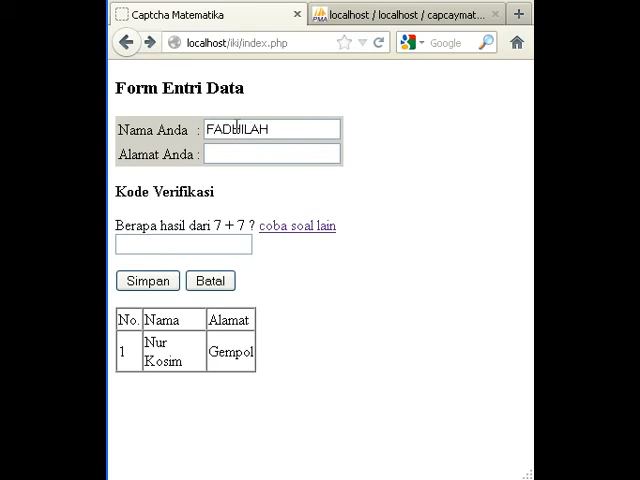 Captcha Matematika
localhost / localhost / capcaymat...
localhost/iki/index.php
Google
Form Entri Data
Nama Anda :
Alamat Anda :
Kode Verifikasi
Berapa hasil dari 7 + 7 ? coba soal lain
Simpan Batal
No. Nama Alamat
1 Nur Kosim Gempol